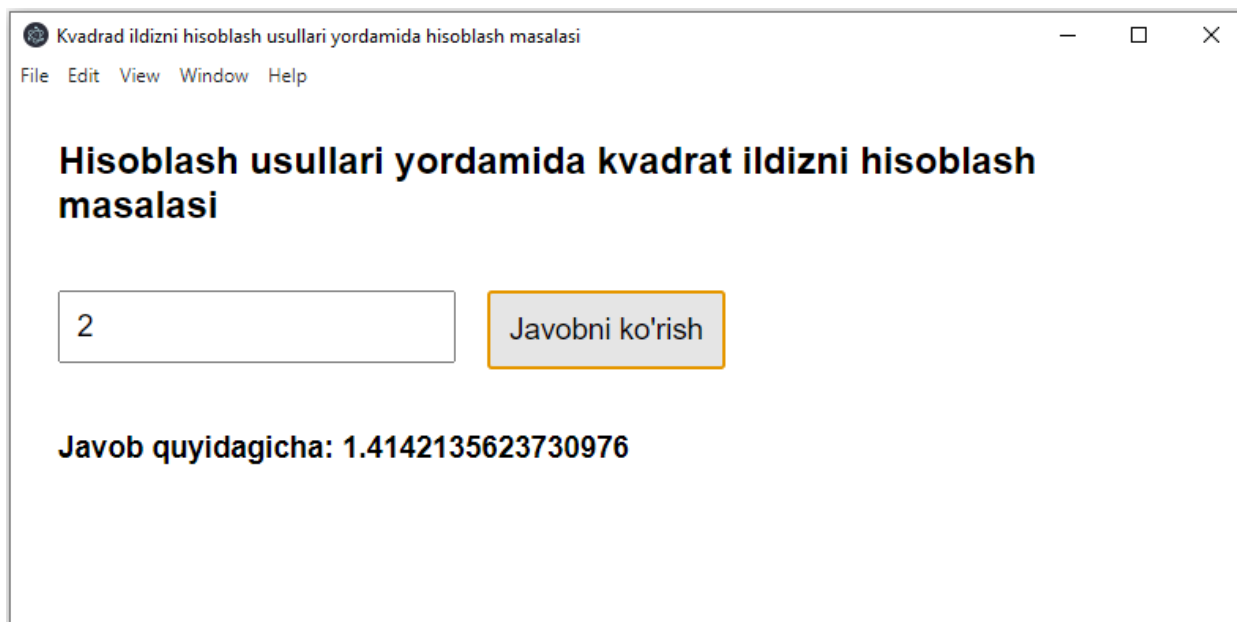 Kvadrad ildizni hisoblash usullari yordamida hisoblash masalasi
File Edit View Window Help
Hisoblash usullari yordamida kvadrat ildizni hisoblash
masalasi
2
Javobni ko'rish
Javob quyidagicha: 1.4142135623730976